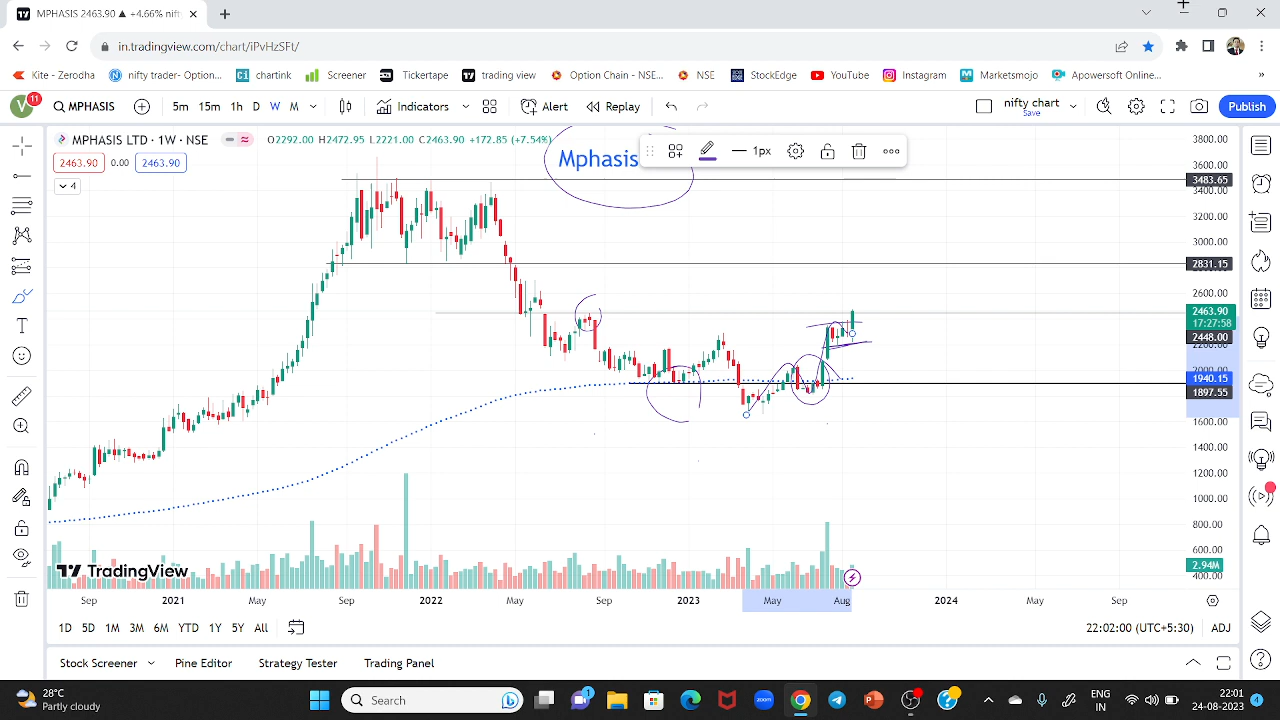 MPHASIS 2463.90 ▲ +4.66% nift
in.tradingview.com/chart/iPVHzSFt/
Kite - Zerodha
nifty trader- Option...
chartink
Screener
Tickertape
trading view
Option Chain - NSE...
NSE
StockEdge
YouTube
Instagram
Marketsmojo
Apowersoft Online...
»
V 11
MPHASIS
5m 15m 1h D W M
Indicators
Alert
Replay
nifty chart
Save
Publish
MPHASIS LTD · 1W · NSE
O2292.00 H2472.95 L2221.00 C2463.90 +172.85 (+7.54%
2463.90 0.00 2463.90
4
Mphasis
1px
3800.00
3600.00
3483.65
3400.00
3200.00
3000.00
2831.15
2600.00
2463.90
17:27:58
2448.00
2200.00
1940.15
1897.55
1600.00
1400.00
1200.00
1000.00
800.00
600.00
2.94M
400.00
TradingView
Sep 2021 May Sep 2022 May Sep 2023 May Aug 2024 May Sep
1D 5D 1M 3M 6M YTD 1Y 5Y All
22:02:00 (UTC+5:30) ADJ
Stock Screener Pine Editor Strategy Tester Trading Panel
28°C
Partly cloudy
Search
zoom
1
ENG
IN
22:01
24-08-2023
4